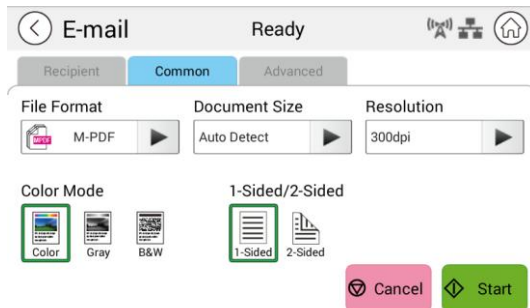 E-mail Ready
Recipient Common Advanced
File Format Document Size Resolution
M-PDF Auto Detect 300dpi
Color Mode 1-Sided/2-Sided
Color Gray B&W 1-Sided 2-Sided
Cancel Start